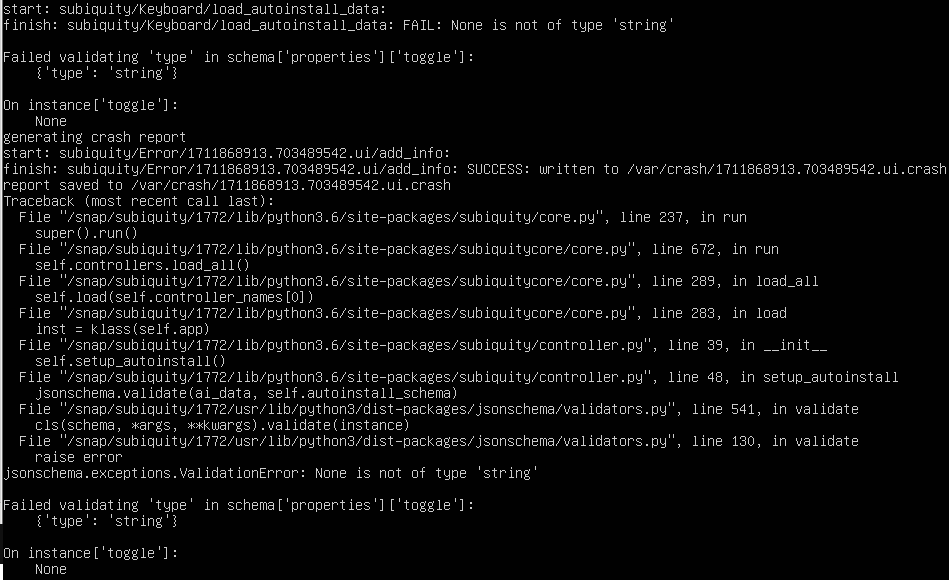 start: subiquity/Keyboard/load_autoinstall_data:
finish: subiquity/Keyboard/load_autoinstall_data: FAIL: None is not of type 'string'
Failed validating 'type' in schema['properties']['toggle']:
    {'type': 'string'}
On instance['toggle']:
    None
generating crash report
start: subiquity/Error/1711868913.703489542.ui/add_info:
finish: subiquity/Error/1711868913.703489542.ui/add_info: SUCCESS: written to /var/crash/1711868913.703489542.ui.crash
report saved to /var/crash/1711868913.703489542.ui.crash
Traceback (most recent call last):
  File "/snap/subiquity/1772/lib/python3.6/site-packages/subiquity/core.py", line 237, in run
    super().run()
  File "/snap/subiquity/1772/lib/python3.6/site-packages/subiquitycore/core.py", line 672, in run
    self.controllers.load_all()
  File "/snap/subiquity/1772/lib/python3.6/site-packages/subiquitycore/core.py", line 289, in load_all
    self.load(self.controller_names[0])
  File "/snap/subiquity/1772/lib/python3.6/site-packages/subiquitycore/core.py", line 283, in load
    inst = klass(self.app)
  File "/snap/subiquity/1772/lib/python3.6/site-packages/subiquity/controller.py", line 39, in __init__
    self.setup_autoinstall()
  File "/snap/subiquity/1772/lib/python3.6/site-packages/subiquity/controller.py", line 48, in setup_autoinstall
    jsonschema.validate(ai_data, self.autoinstall_schema)
  File "/snap/subiquity/1772/usr/lib/python3/dist-packages/jsonschema/validators.py", line 541, in validate
    cls(schema, *args, **kwargs).validate(instance)
  File "/snap/subiquity/1772/usr/lib/python3/dist-packages/jsonschema/validators.py", line 130, in validate
    raise error
jsonschema.exceptions.ValidationError: None is not of type 'string'
Failed validating 'type' in schema['properties']['toggle']:
    {'type': 'string'}
On instance['toggle']:
    None